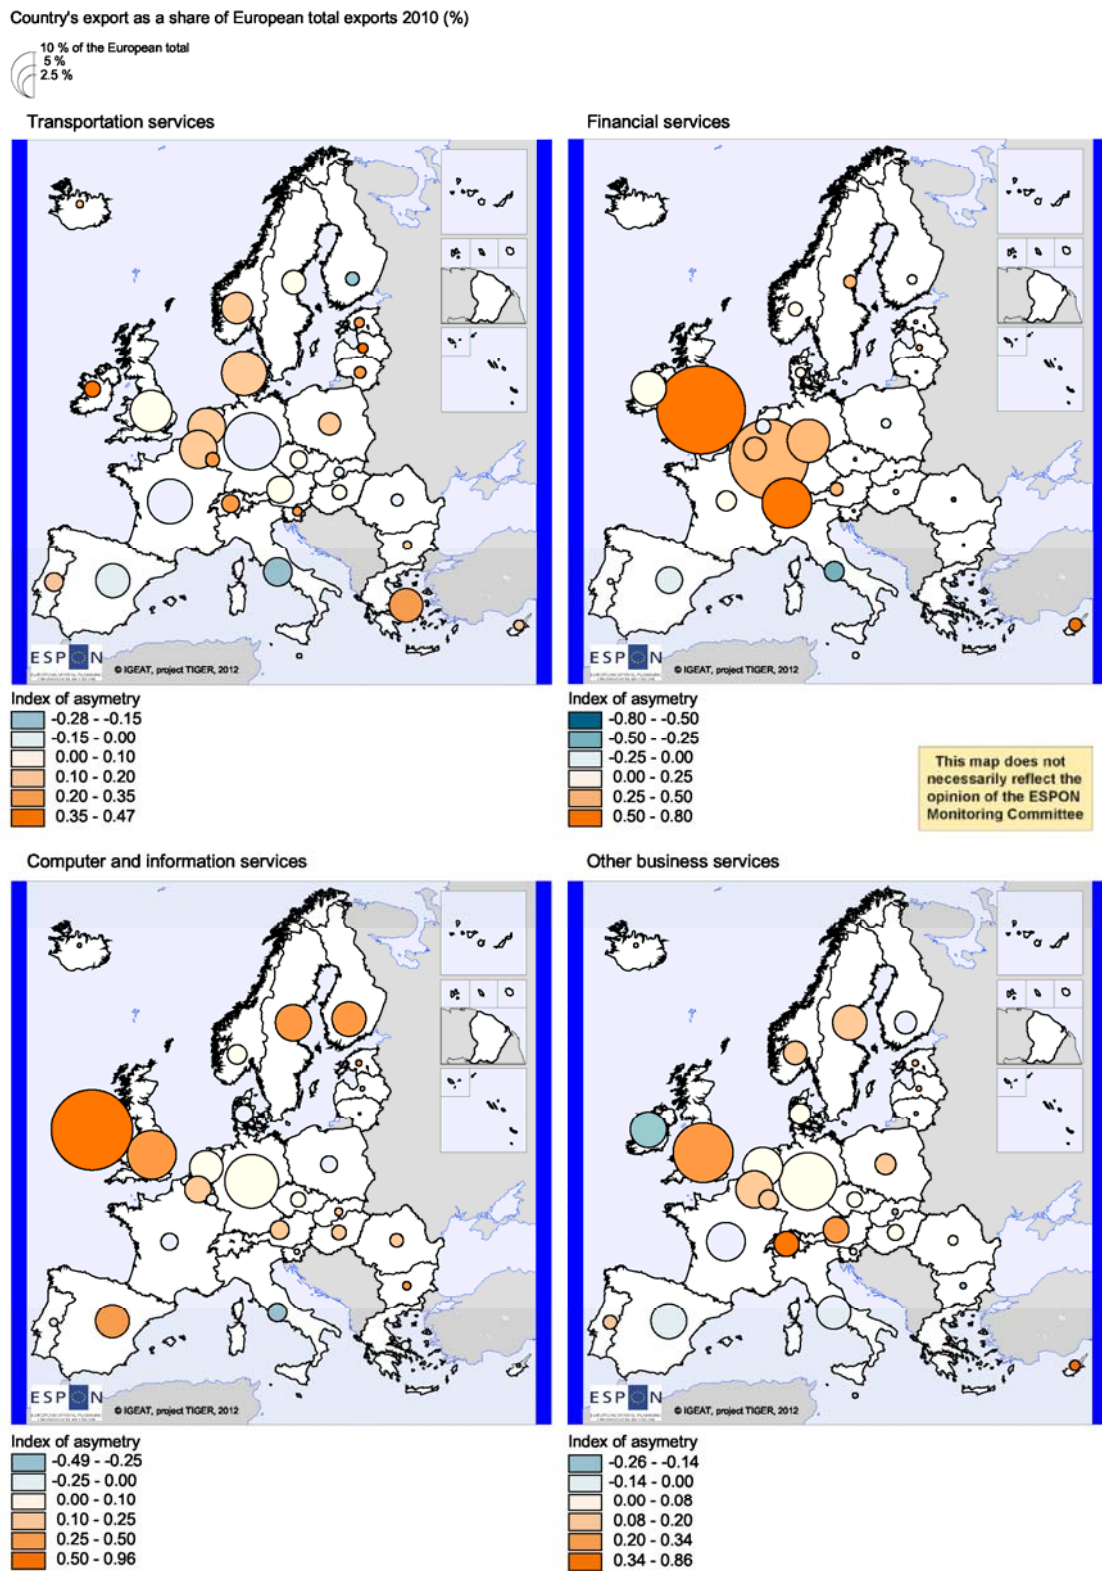 Country's export as a share of European total exports 2010 (%)
10 % of the European total
5 %
2.5 %
Transportation services
Financial services
ESPON
© IGEAT, project TIGER, 2012
ESPON
© IGEAT, project TIGER, 2012
Index of asymetry
-0.28 - -0.15
-0.15 - 0.00
0.00 - 0.10
0.10 - 0.20
0.20 - 0.35
0.35 - 0.47
Index of asymetry
-0.80 - -0.50
-0.50 - -0.25
-0.25 - 0.00
0.00 - 0.25
0.25 - 0.50
0.50 - 0.80
This map does not
necessarily reflect the
opinion of the ESPON
Monitoring Committee
Computer and information services
Other business services
ESPON
© IGEAT, project TIGER, 2012
ESPON
© IGEAT, project TIGER, 2012
Index of asymetry
-0.49 - -0.25
-0.25 - 0.00
0.00 - 0.10
0.10 - 0.25
0.25 - 0.50
0.50 - 0.96
Index of asymetry
-0.26 - -0.14
-0.14 - 0.00
0.00 - 0.08
0.08 - 0.20
0.20 - 0.34
0.34 - 0.86